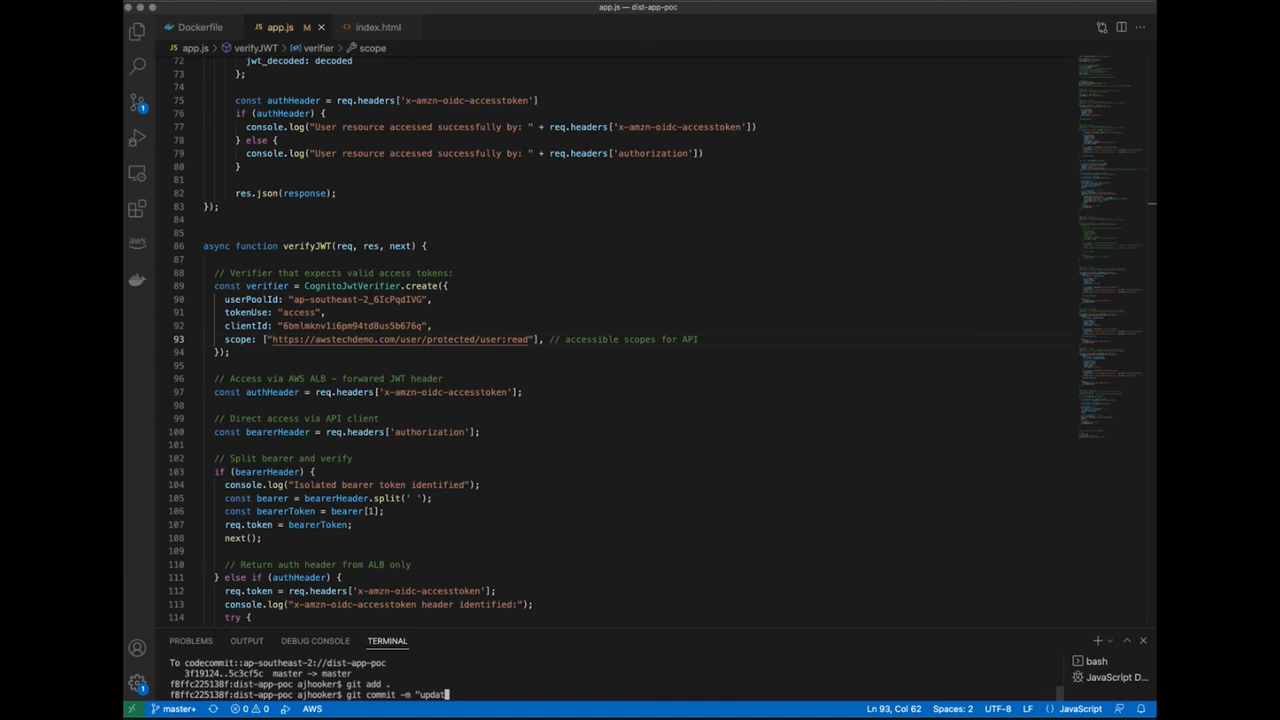 app.js — dist-app-poc
Dockerfile
app.js M
index.html
app.js > verifyJWT > verifier > scope
72 jwt_decoded: decoded
73 };
74
75 const authHeader = req.headers['x-amzn-oidc-accesstoken']
76 if (authHeader) {
77 console.log("User resource accessed successfully by: " + req.headers['x-amzn-oidc-accesstoken'])
78 } else {
79 console.log("User resource accessed successfully by: " + req.headers['authorization'])
80 }
81
82 res.json(response);
83 });
84
85
86 async function verifyJWT(req, res, next) {
87
88 // Verifier that expects valid access tokens:
89 const verifier = CognitoJwtVerifier.create({
90 userPoolId: "ap-southeast-2_6IcPqdIVG",
91 tokenUse: "access",
92 clientId: "6bmlmknv1i6pm94td8us5b676q",
93 scope: ["https://awstechdemo.com/user/protected/user:read"], // accessible scopes for API
94 });
95
96 // Access via AWS ALB – forwared JWT header
97 const authHeader = req.headers['x-amzn-oidc-accesstoken'];
98
99 // Direct access via API client
100 const bearerHeader = req.headers['authorization'];
101
102 // Split bearer and verify
103 if (bearerHeader) {
104 console.log("Isolated bearer token identified");
105 const bearer = bearerHeader.split(' ');
106 const bearerToken = bearer[1];
107 req.token = bearerToken;
108 next();
109
110 // Return auth header from ALB only
111 } else if (authHeader) {
112 req.token = req.headers['x-amzn-oidc-accesstoken'];
113 console.log("x-amzn-oidc-accesstoken header identified:");
114 try {
aws
1
1
PROBLEMS OUTPUT DEBUG CONSOLE TERMINAL
To codecommit::ap-southeast-2://dist-app-poc
3f19124..5c3cf5c master -> master
f8ffc225138f:dist-app-poc ajhooker$ git add .
f8ffc225138f:dist-app-poc ajhooker$ git commit -m "updat
bash
JavaScript D...
master+ 0 0 AWS Ln 93, Col 62 Spaces: 2 UTF-8 LF JavaScript